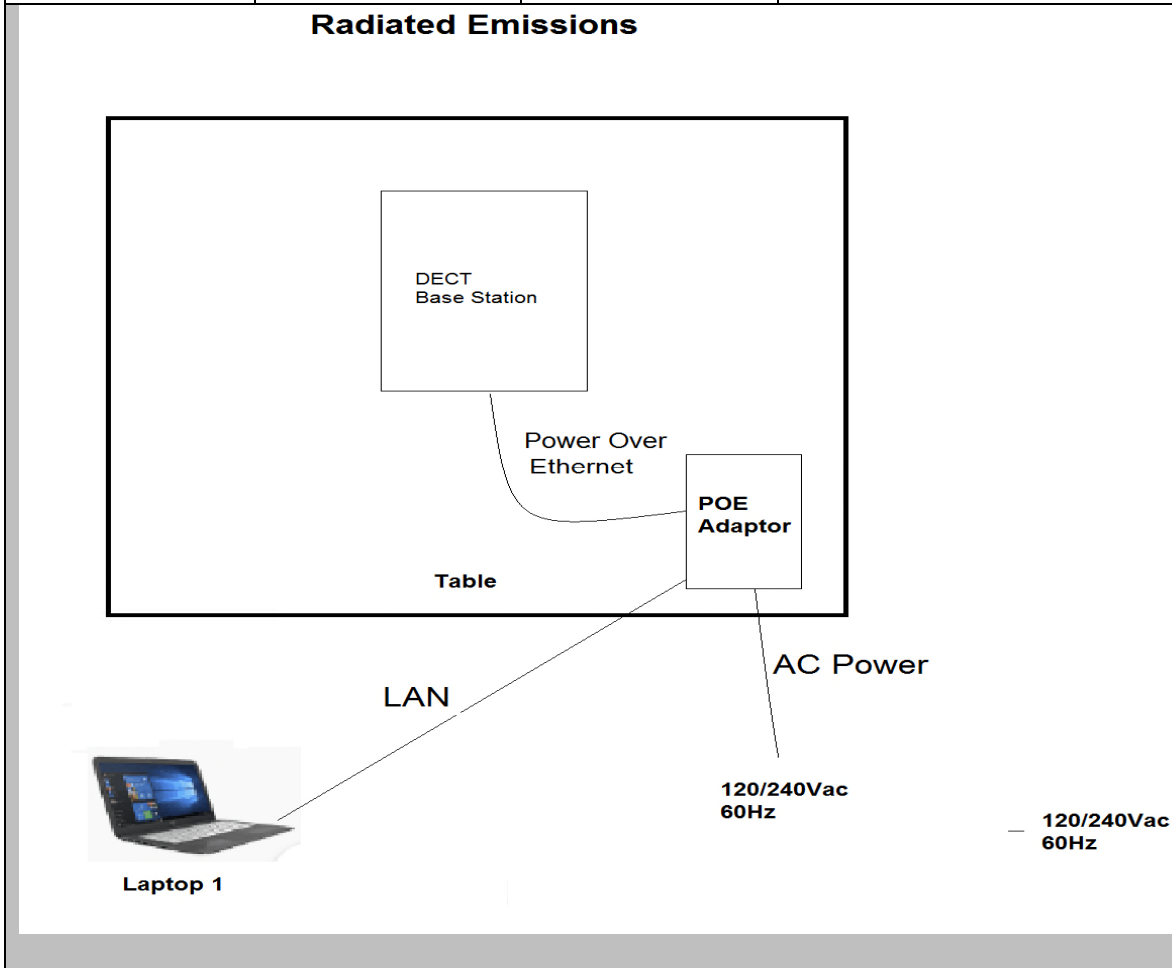 Radiated Emissions
DECT
Base Station
Power Over
Ethernet
POE
Adaptor
Table
AC Power
LAN
120/240Vac
60Hz
120/240Vac
60Hz
Laptop 1